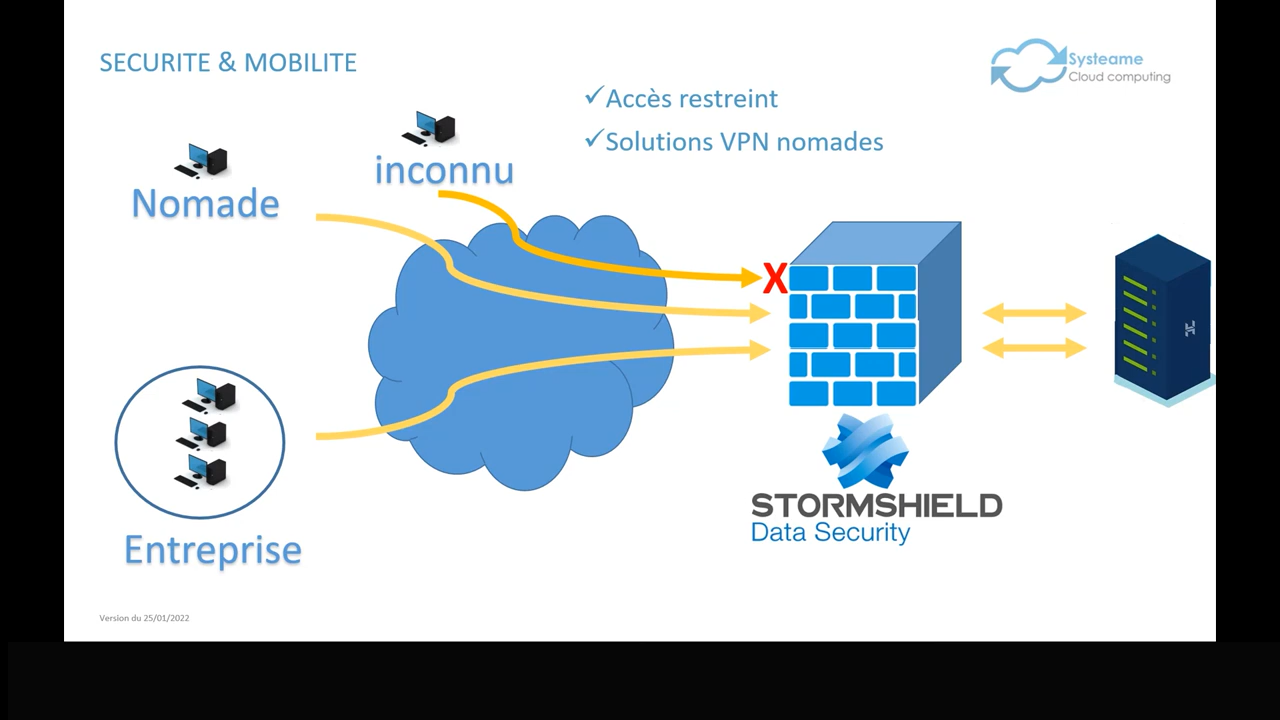 SECURITE & MOBILITE
Systeame
Cloud computing
✓Accès restreint
✓Solutions VPN nomades
inconnu
Nomade
X
STORMSHIELD
Data Security
Entreprise
Version du 25/01/2022